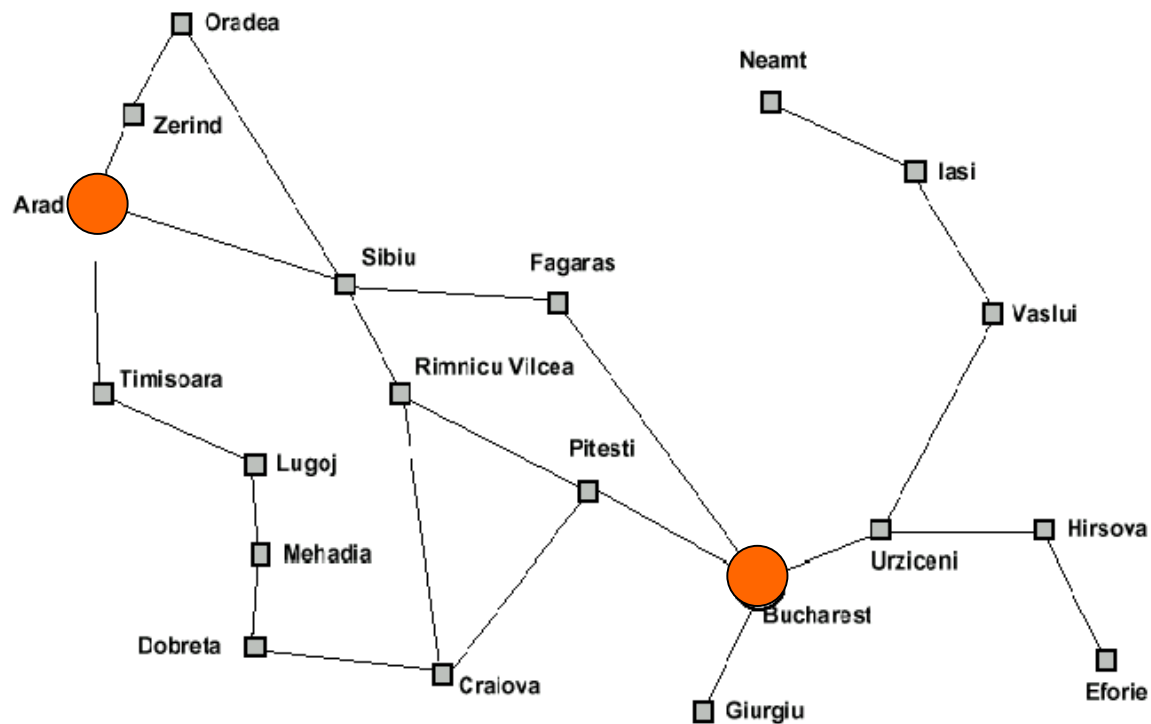 Oradea
Neamt
Zerind
Iasi
Arad
Sibiu
Fagaras
Vaslui
Rimnicu Vilcea
Timisoara
Pitesti
Lugoj
Hirsova
Mehadia
Urziceni
Bucharest
Dobreta
Craiova
Eforie
Giurgiu